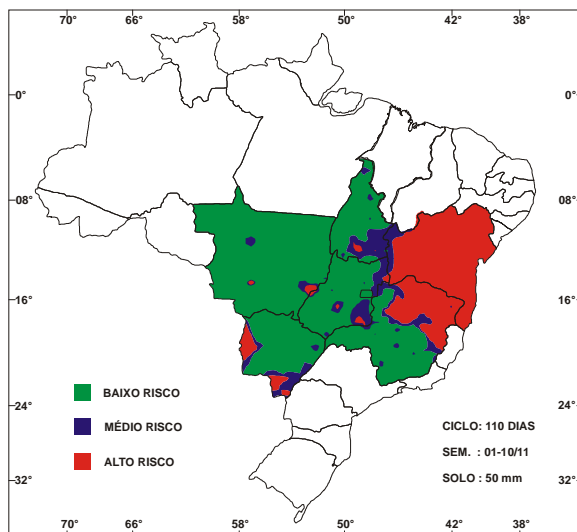 70° 66° 58° 50° 42° 38°
0° 0°
08° 08°
16° 16°
24° 24°
32° 32°
BAIXO RISCO
MÉDIO RISCO
ALTO RISCO
CICLO: 110 DIAS
SEM. : 01-10/11
SOLO : 50 mm
70° 66° 58° 50° 42° 38°